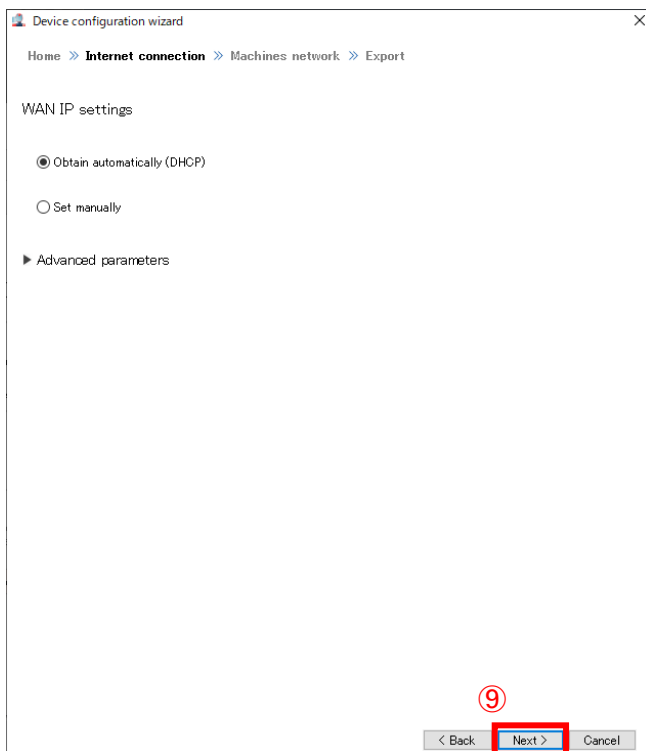 Device configuration wizard
Home ≫ Internet connection ≫ Machines network ≫ Export
WAN IP settings
Obtain automatically (DHCP)
Set manually
Advanced parameters
⑨
< Back Next > Cancel